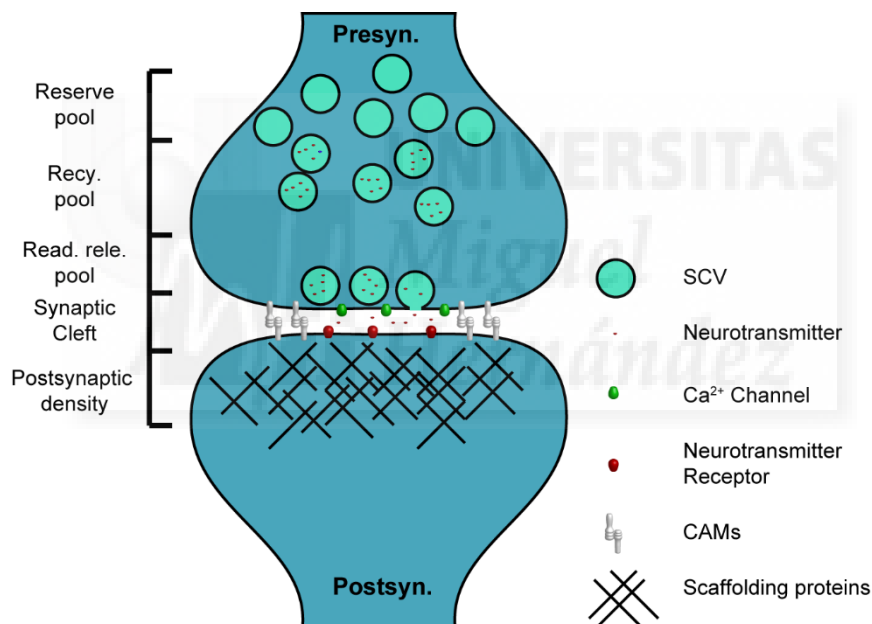 Presyn.
Reserve
pool
Recy.
pool
Read. rele.
pool
Synaptic
Cleft
Postsynaptic
density
Postsyn.
SCV
Neurotransmitter
Ca²⁺ Channel
Neurotransmitter
Receptor
CAMs
Scaffolding proteins
UNIVERSITAS
Miguel
Hernández